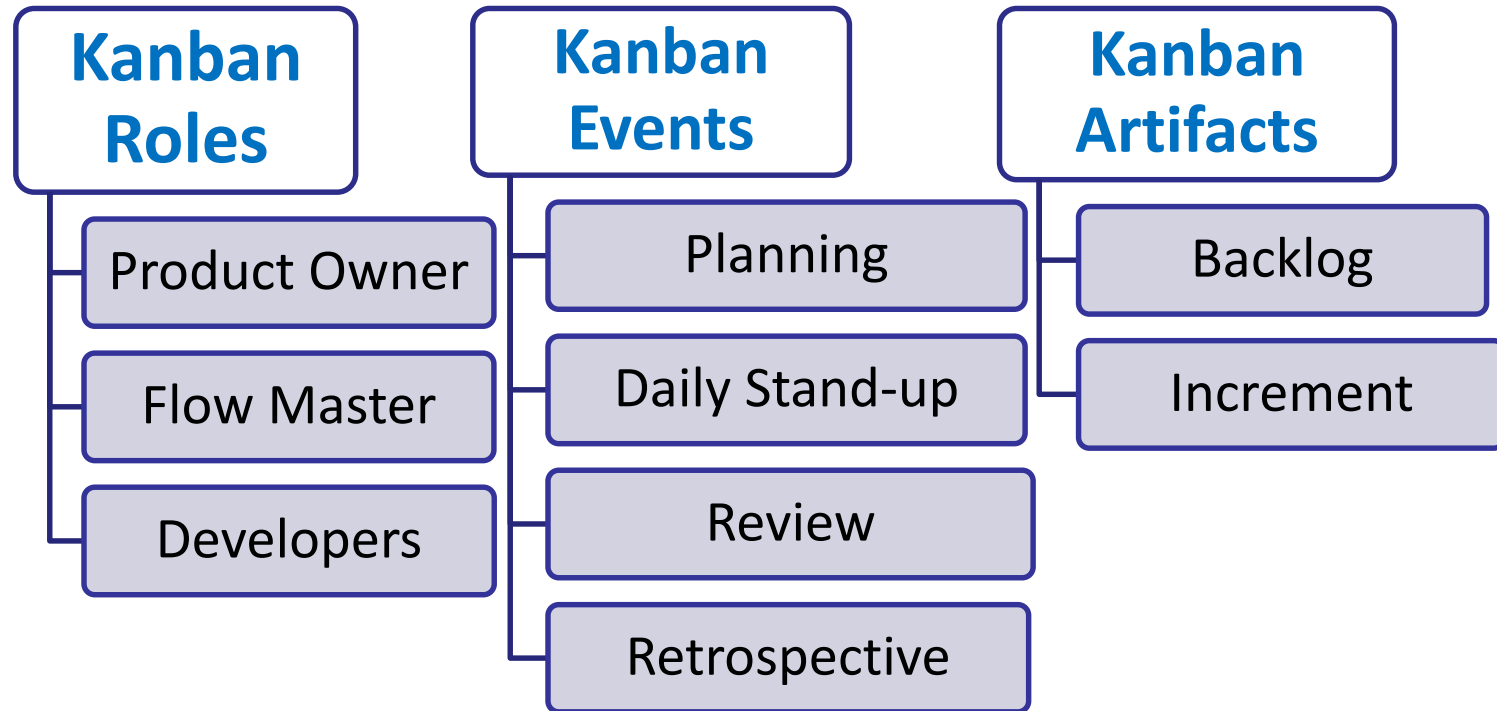 Kanban
Roles
Product Owner
Flow Master
Developers
Kanban
Events
Planning
Daily Stand-up
Review
Retrospective
Kanban
Artifacts
Backlog
Increment